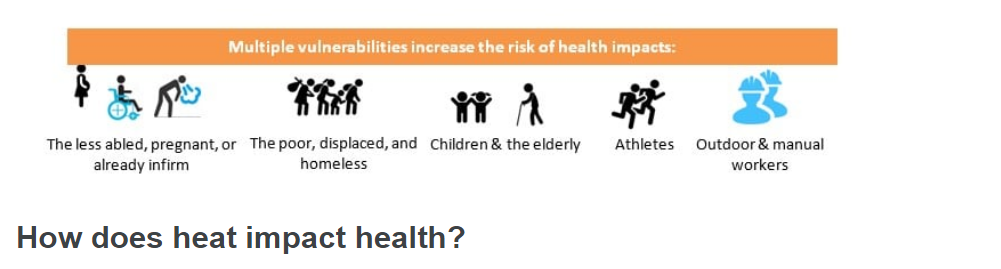 Multiple vulnerabilities increase the risk of health impacts:
The less abled, pregnant, or
already infirm
The poor, displaced, and
homeless
Children & the elderly
Athletes
Outdoor & manual
workers
How does heat impact health?